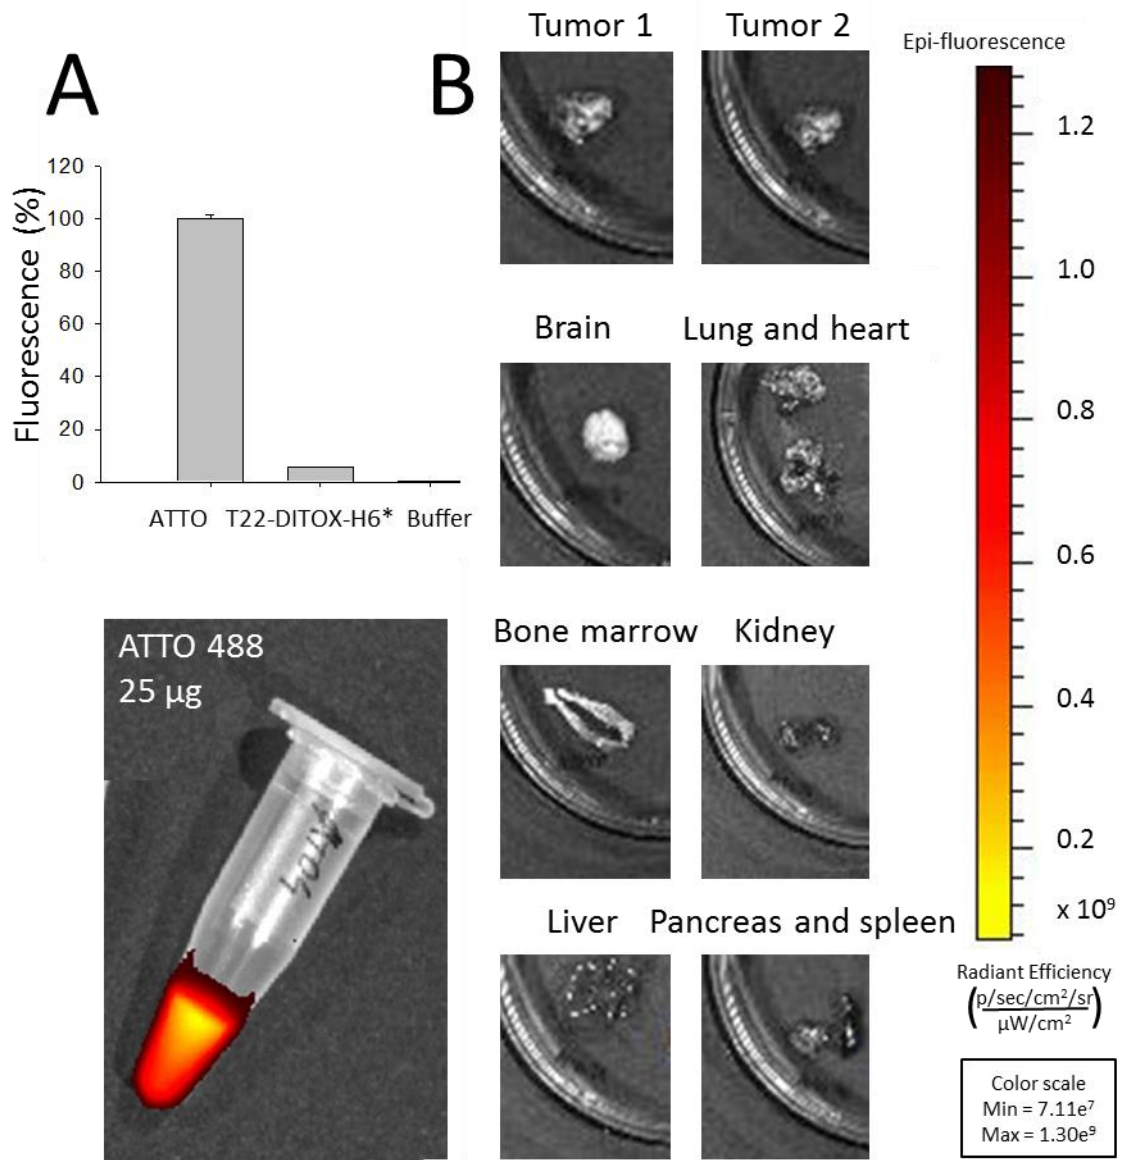 A
Fluorescence (%)
120
100
80
60
40
20
0
ATTO T22-DITOX-H6* Buffer
ATTO 488
25 µg
B
Tumor 1 Tumor 2
Brain Lung and heart
Bone marrow Kidney
Liver Pancreas and spleen
Epi-fluorescence
1.2
1.0
0.8
0.6
0.4
0.2
x 10⁹
Radiant Efficiency
(p/sec/cm²/sr
µW/cm²)
Color scale
Min = 7.11e⁷
Max = 1.30e⁹